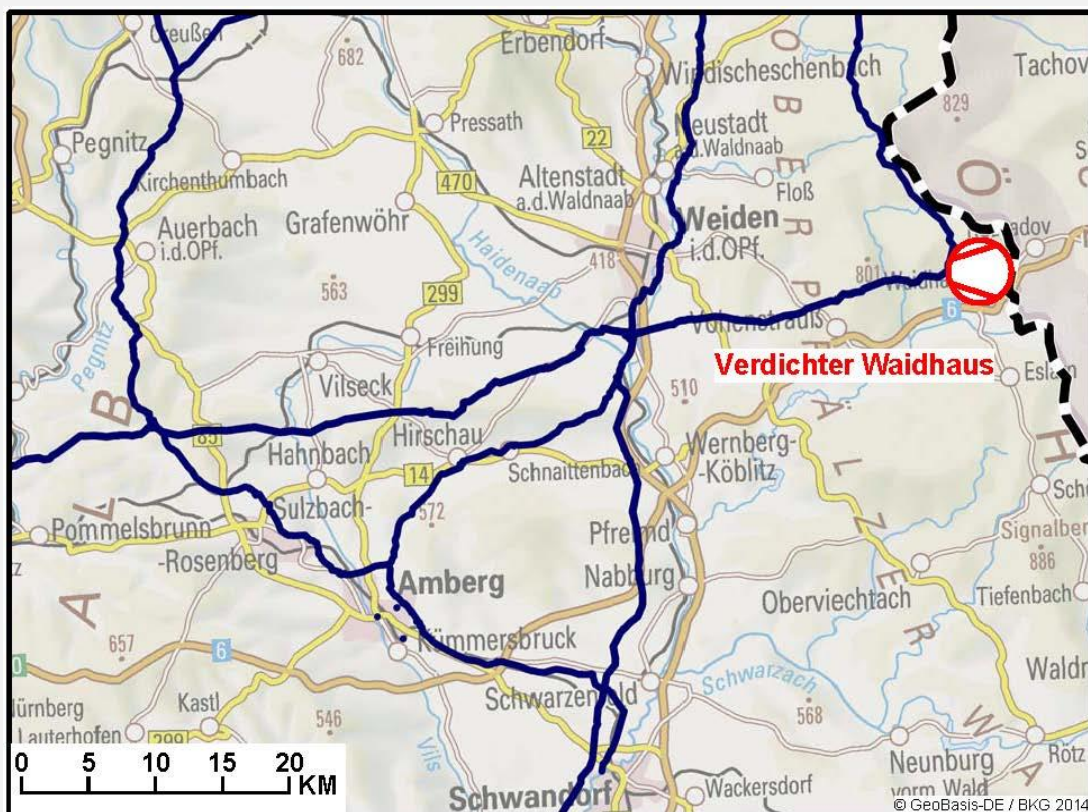 Creußen
682
Erbendorf
Windischeschenbach
Tachov
829
Pegnitz
Pressath
22
Neustadt
a.d.Waldnaab
Kirchenthumbach
470
Altenstadt
a.d.Waldnaab
Floß
Grafenwöhr
Auerbach
i.d.OPf.
Weiden
i.d.OPf.
Haidenaab
418
801
563
299
6
Pegnitz
Freihung
Vohenstrauß
Vilseck
Verdichter Waidhaus
510
85
Hirschau
Hahnbach
14
Schnaittenbach
Wernberg-
-Köblitz
Sulzbach-
-Rosenberg
572
Pommelsbrunn
Pfreimd
Signalberg
886
Amberg
Nabburg
Oberviechtach
Tiefenbach
Kümmersbruck
657
6
Schwarzenfeld
Schwarzach
568
Kastl
Lauterhofen
299
546
Vils
Neunburg
vorm Wald
Rötz
Schwandorf
Wackersdorf
0 5 10 15 20
KM
© GeoBasis-DE / BKG 2014